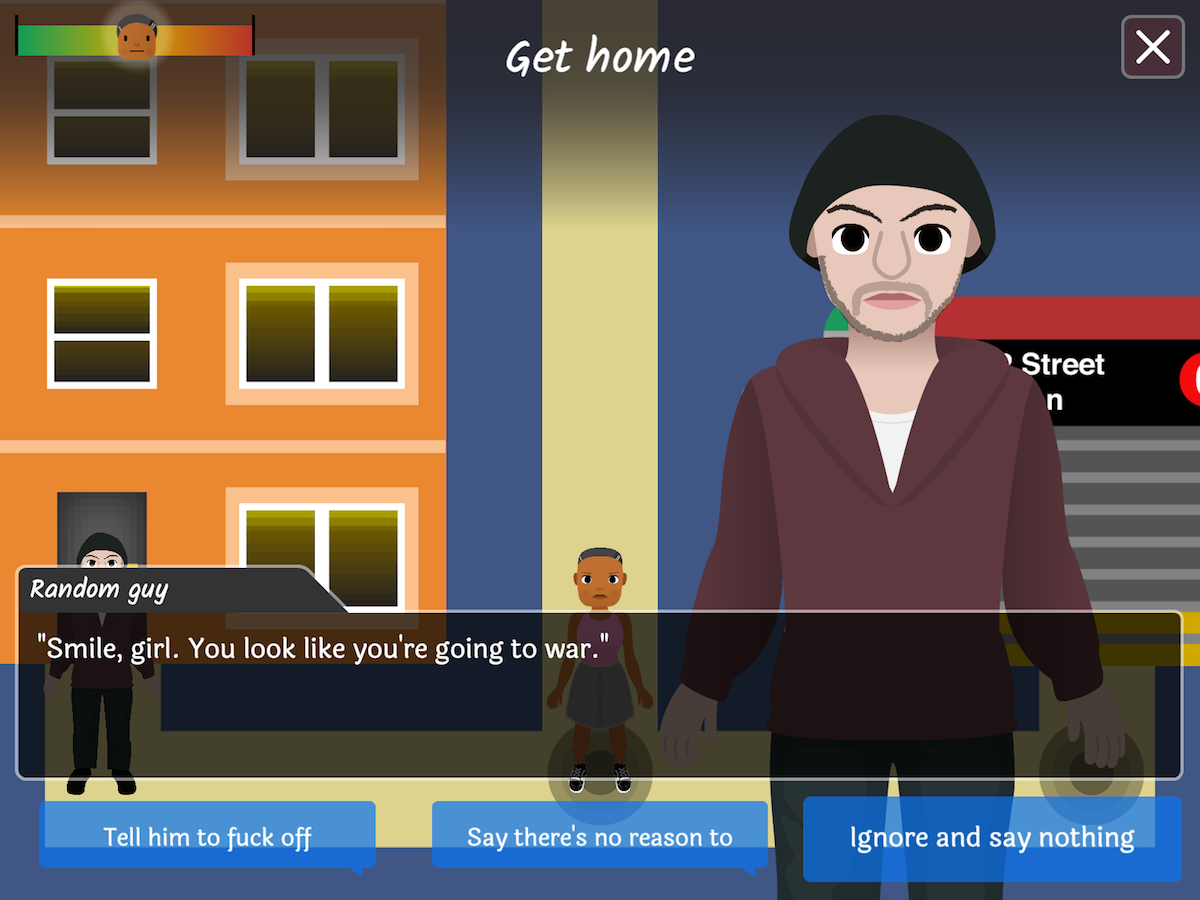 Get home
Street
Random guy
"Smile, girl. You look like you're going to war."
Tell him to fuck off
Say there's no reason to
Ignore and say nothing